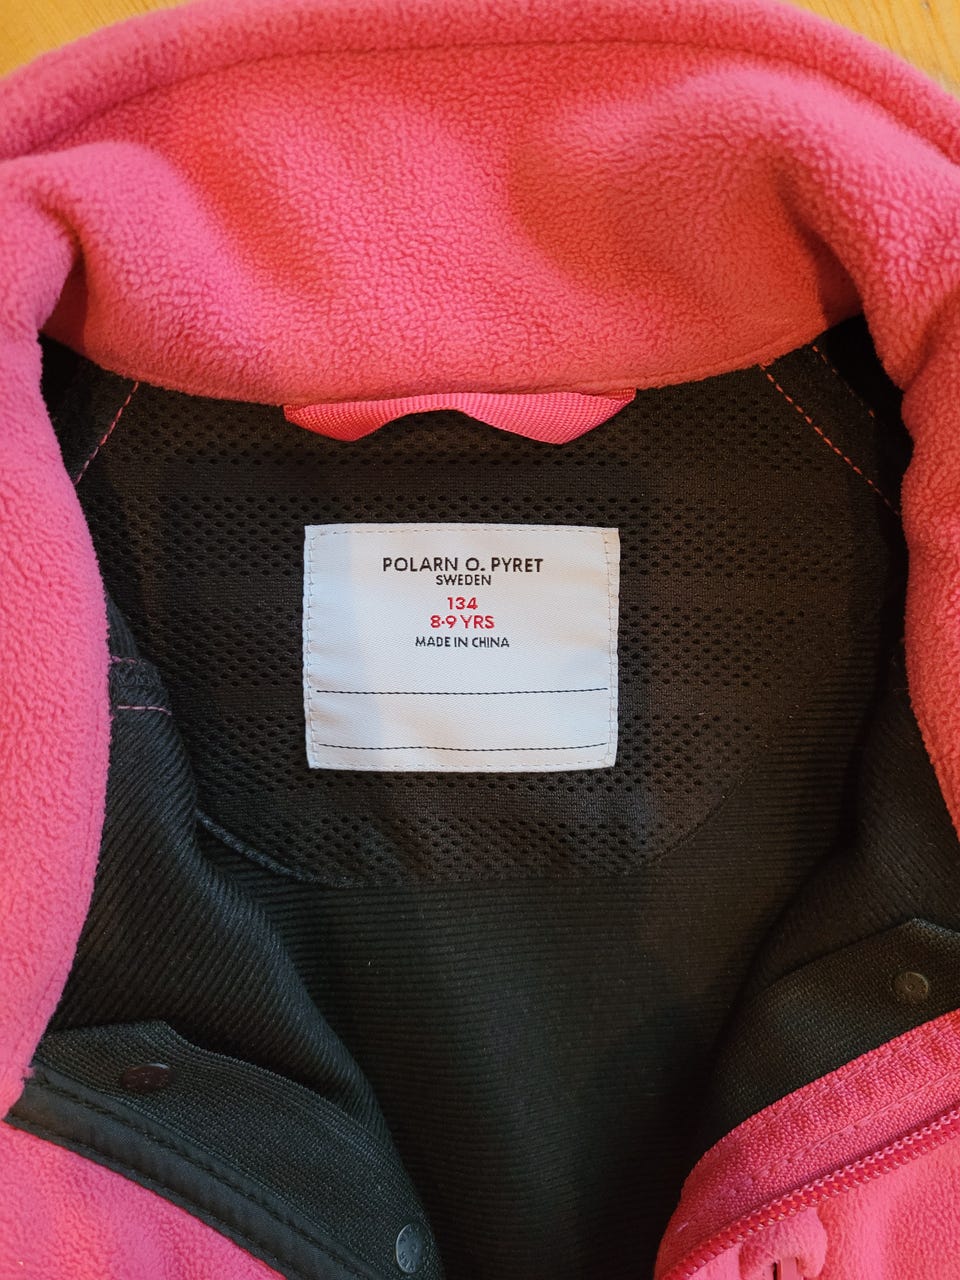 POLARN O. PYRET
SWEDEN
134
8-9 YRS
MADE IN CHINA